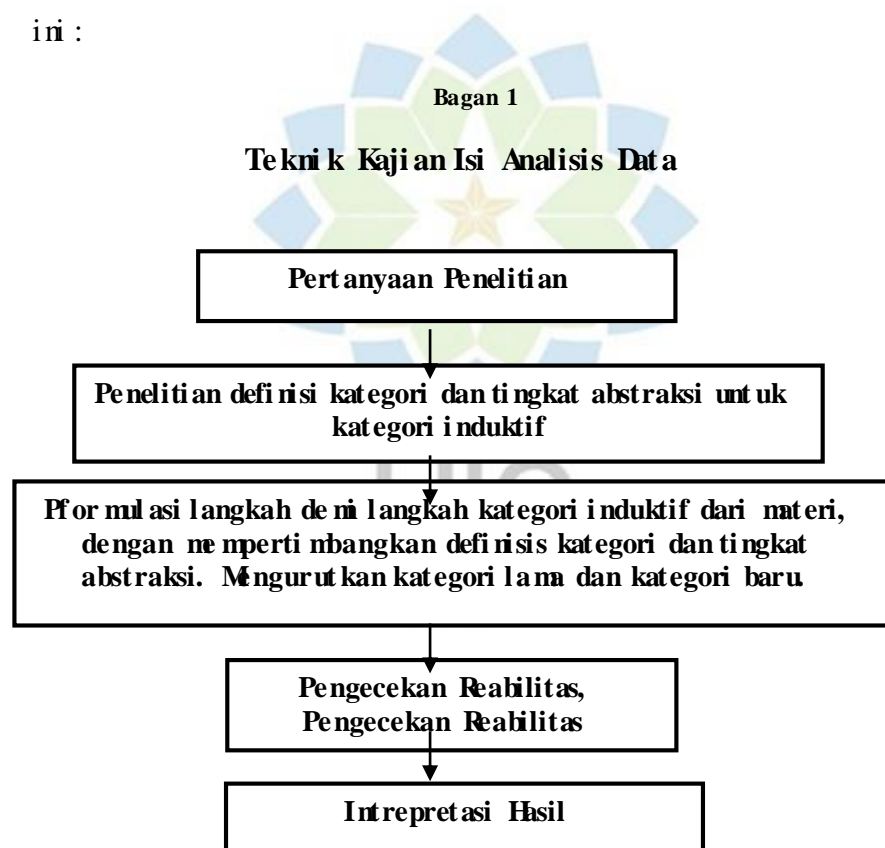 ini :
Bagan 1
Teknik Kajian Isi Analisis Data
Pertanyaan Penelitian
Penelitian definisi kategori dan tingkat abstraksi untuk
kategori induktif
Pformulasi langkah demi langkah kategori induktif dari materi,
dengan mempertimbangkan definisis kategori dan tingkat
abstraksi. Mengurutkan kategori lama dan kategori baru.
Pengecekan Reabilitas,
Pengecekan Reabilitas
Intrepretasi Hasil